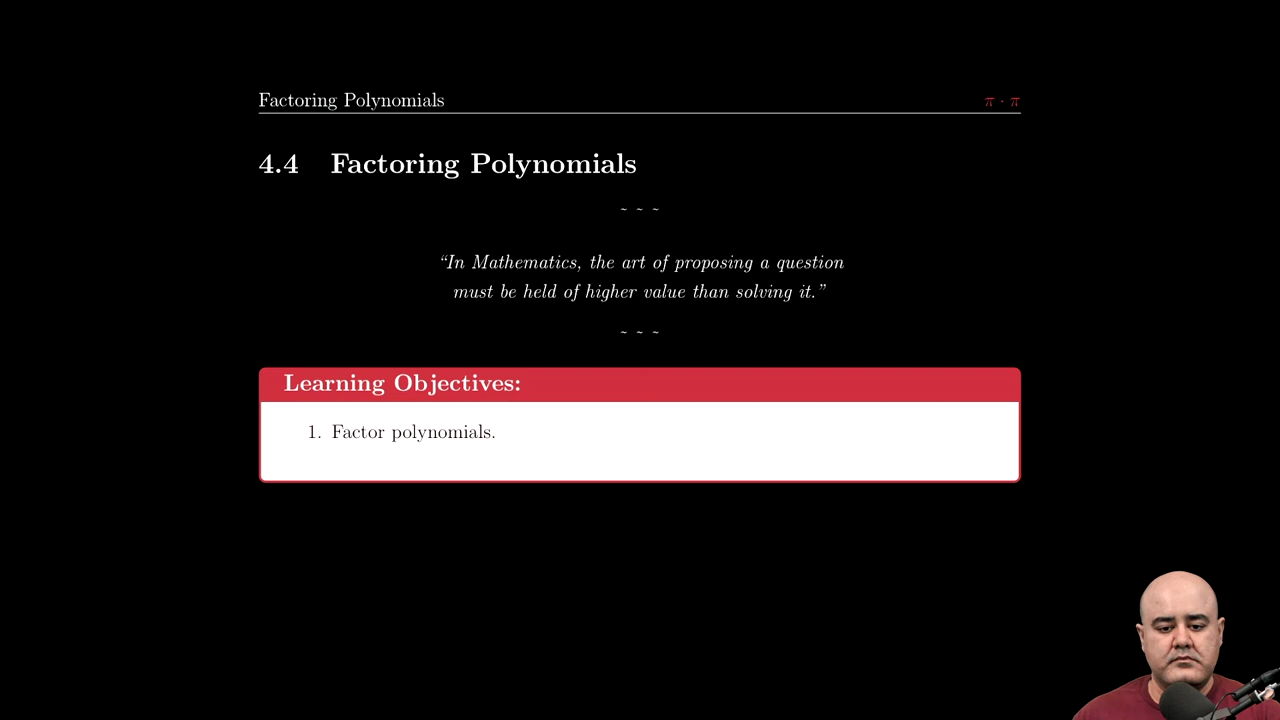 Factoring Polynomials π · π
4.4 Factoring Polynomials
~ ~ ~
“In Mathematics, the art of proposing a question
must be held of higher value than solving it.”
~ ~ ~
Learning Objectives:
1. Factor polynomials.